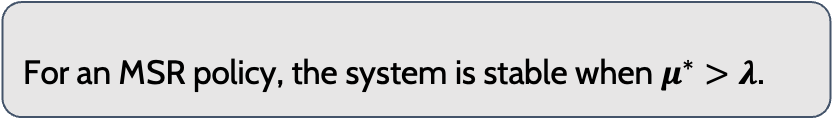 For an MSR policy, the system is stable when μ* > λ.